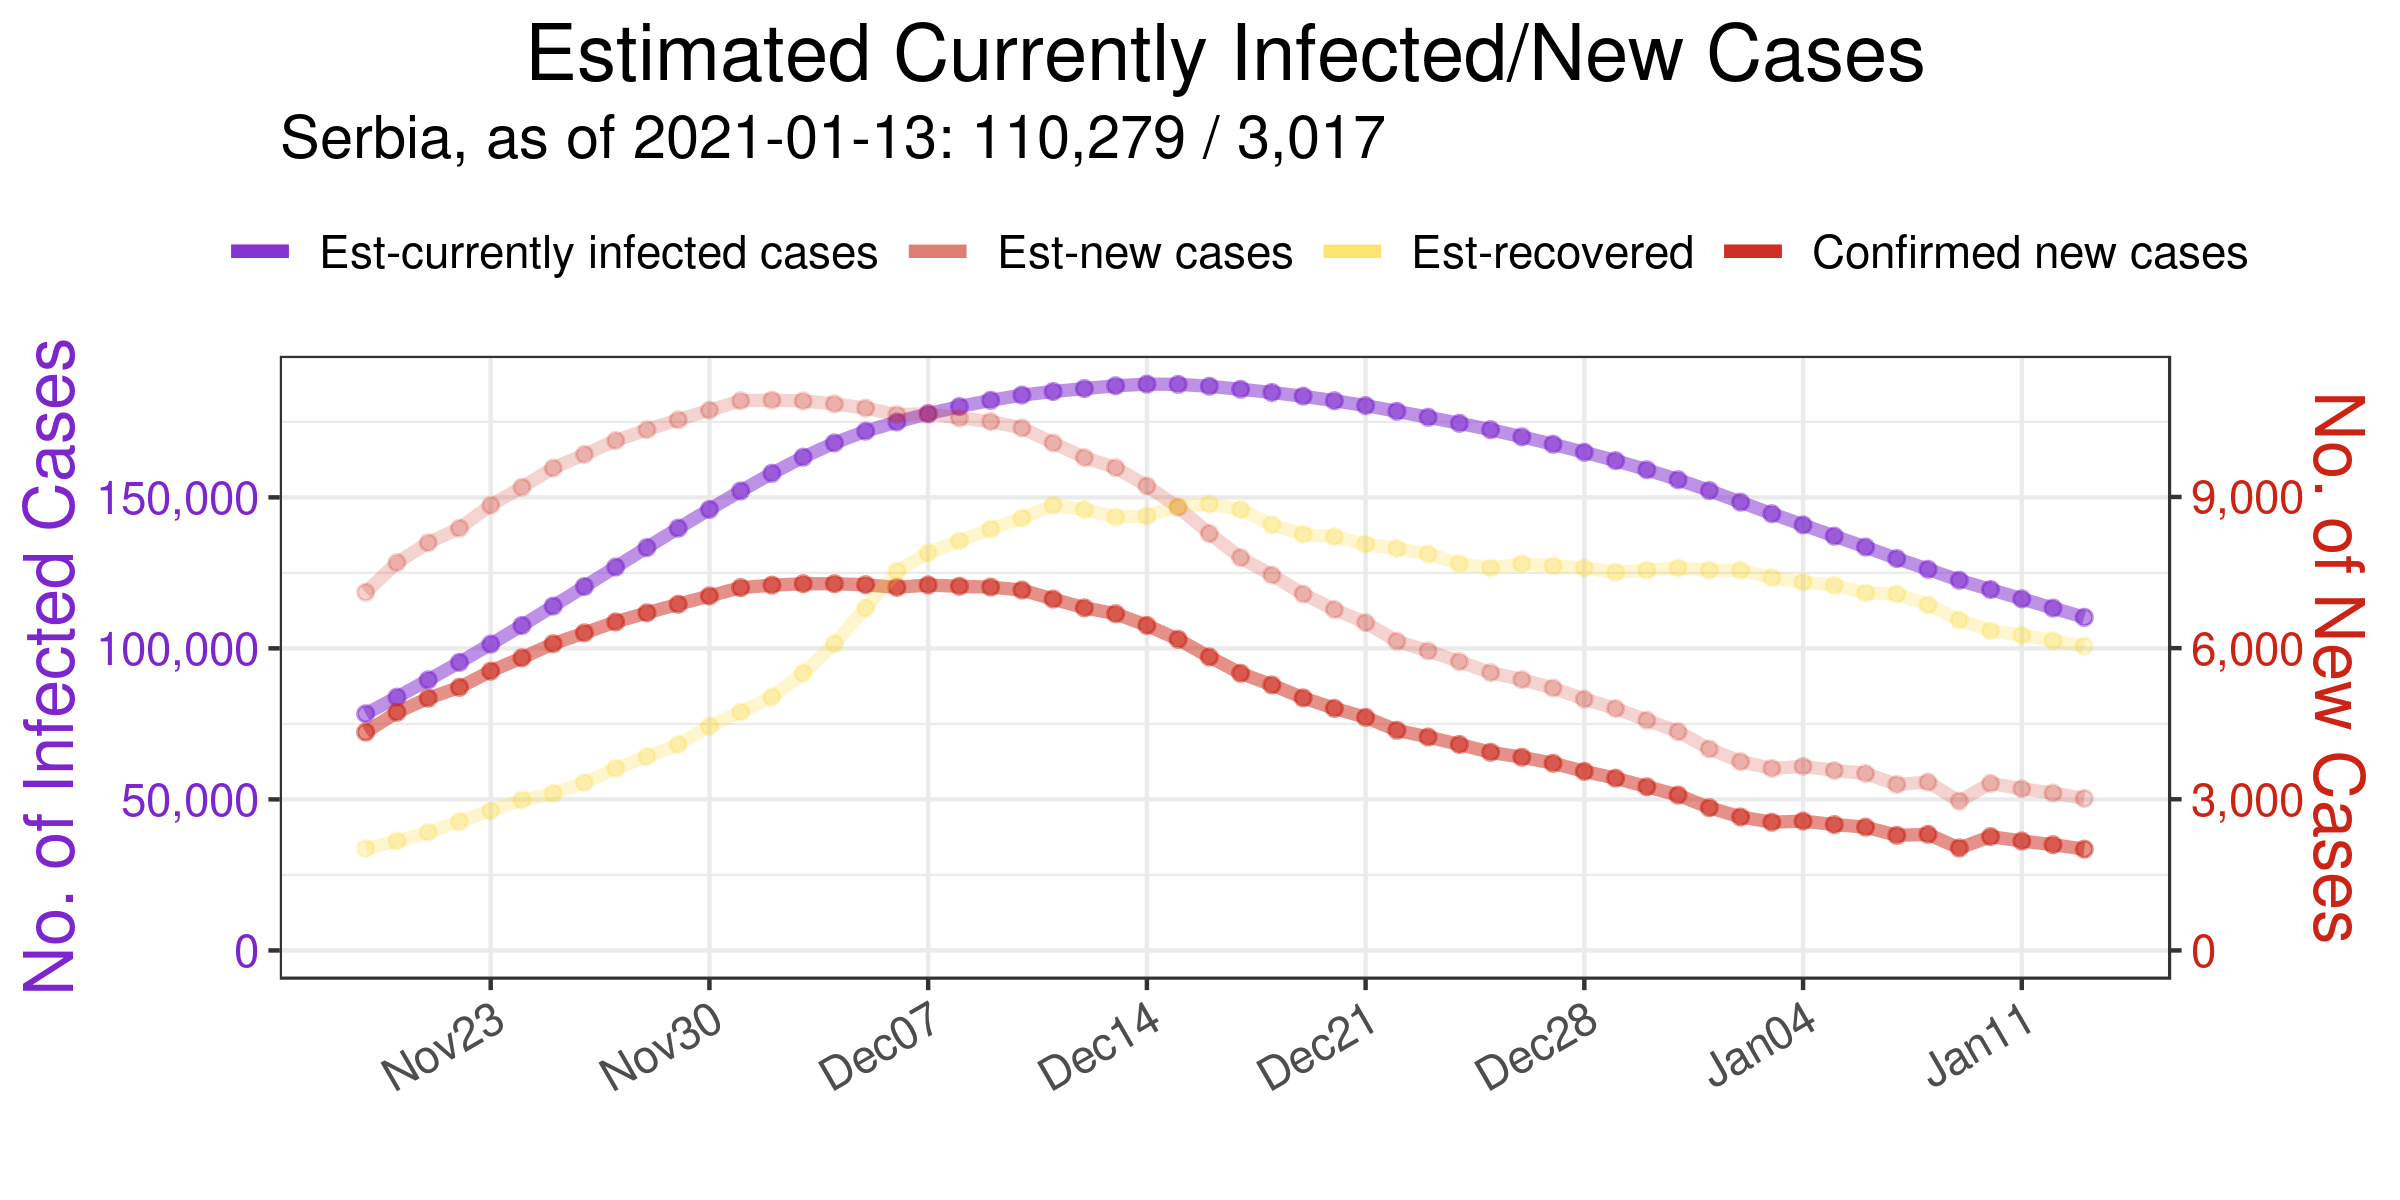 Estimated Currently Infected/New Cases
Serbia, as of 2021-01-13: 110,279 / 3,017
Est-currently infected cases Est-new cases Est-recovered Confirmed new cases
No. of Infected Cases
150,000
100,000
50,000
0
9,000
6,000
3,000
0
No. of New Cases
Nov23 Nov30 Dec07 Dec14 Dec21 Dec28 Jan04 Jan11